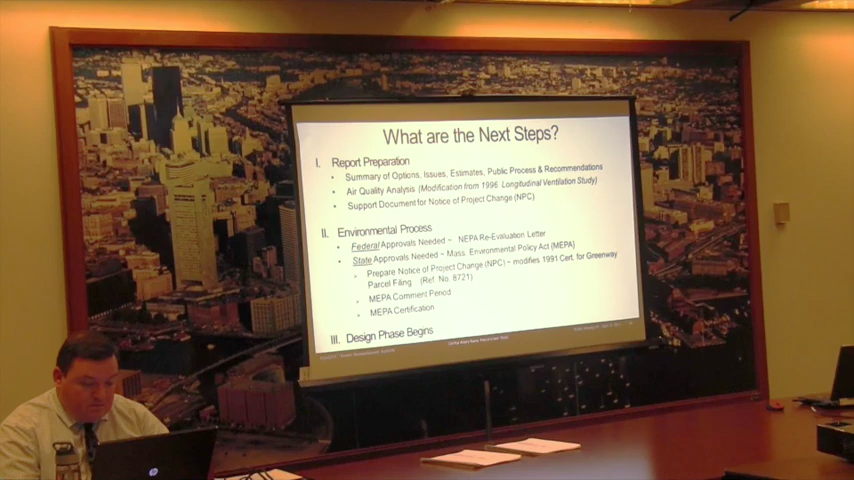 What are the Next Steps?
I. Report Preparation
• Summary of Options, Issues, Estimates, Public Process & Recommendations
• Air Quality Analysis (Modification from 1996 Longitudinal Ventilation Study)
• Support Document for Notice of Project Change (NPC)
II. Environmental Process
• Federal Approvals Needed ~ NEPA Re-Evaluation Letter
• State Approvals Needed ~ Mass. Environmental Policy Act (MEPA)
• Prepare Notice of Project Change (NPC) ~ modifies 1991 Cert. for Greenway
Parcel Filing (Ref. No. 8721)
• MEPA Comment Period
• MEPA Certification
III. Design Phase Begins
hp